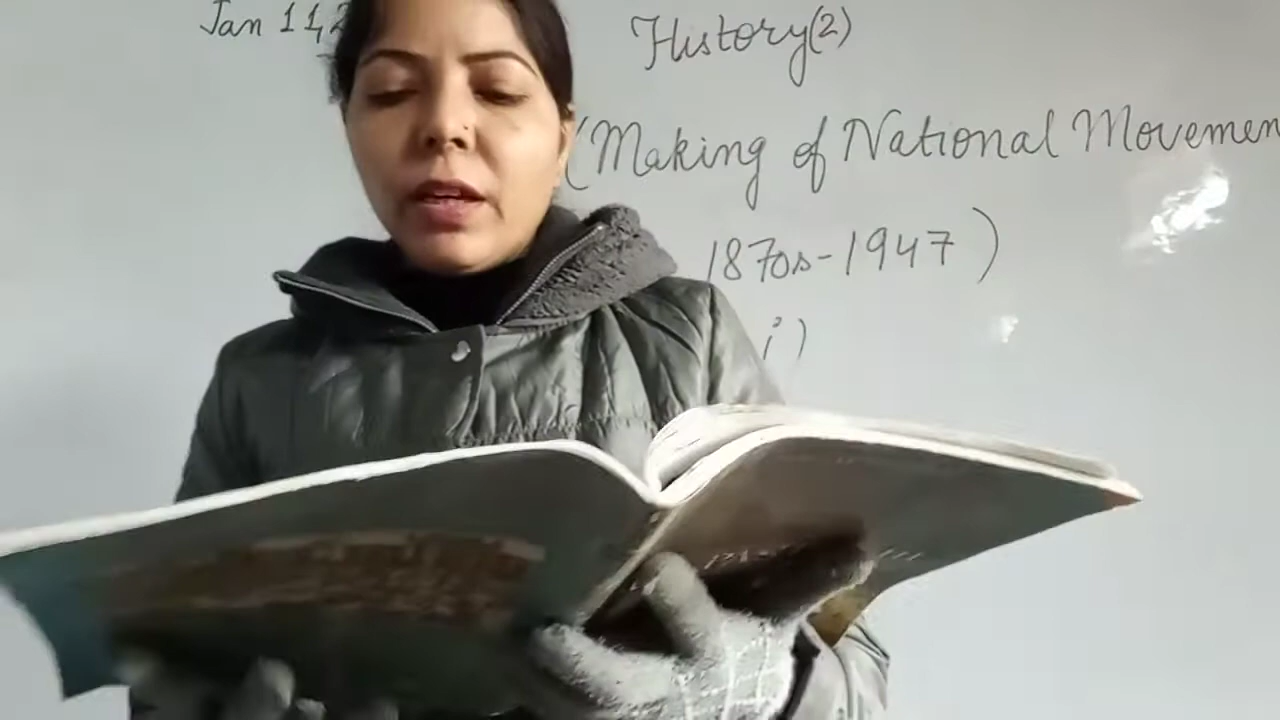 Jan 11, 2
History(2)
(Making of National Movemen
1870s-1947)
i)